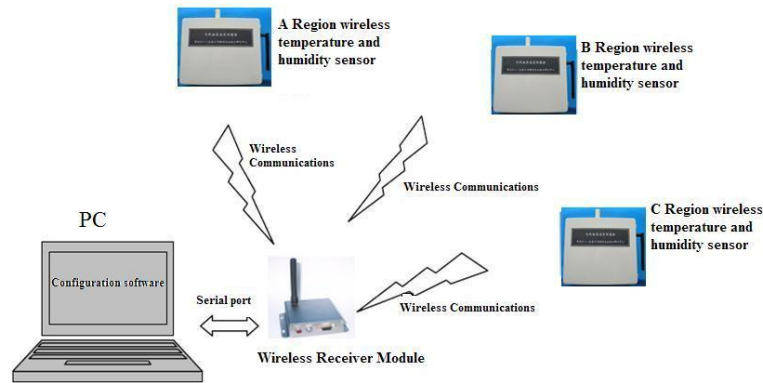 A Region wireless
temperature and
humidity sensor
B Region wireless
temperature and
humidity sensor
Wireless
Communications
Wireless Communications
C Region wireless
temperature and
humidity sensor
PC
Configuration software
Serial port
Wireless Communications
Wireless Receiver Module